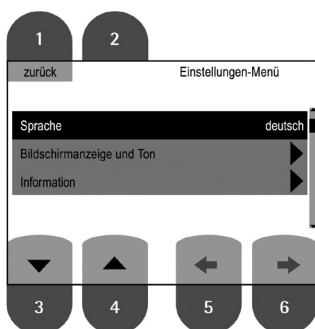 1 2
zurück Einstellungen-Menü
Sprache deutsch
Bildschirmanzeige und Ton
Information
3 4 5 6